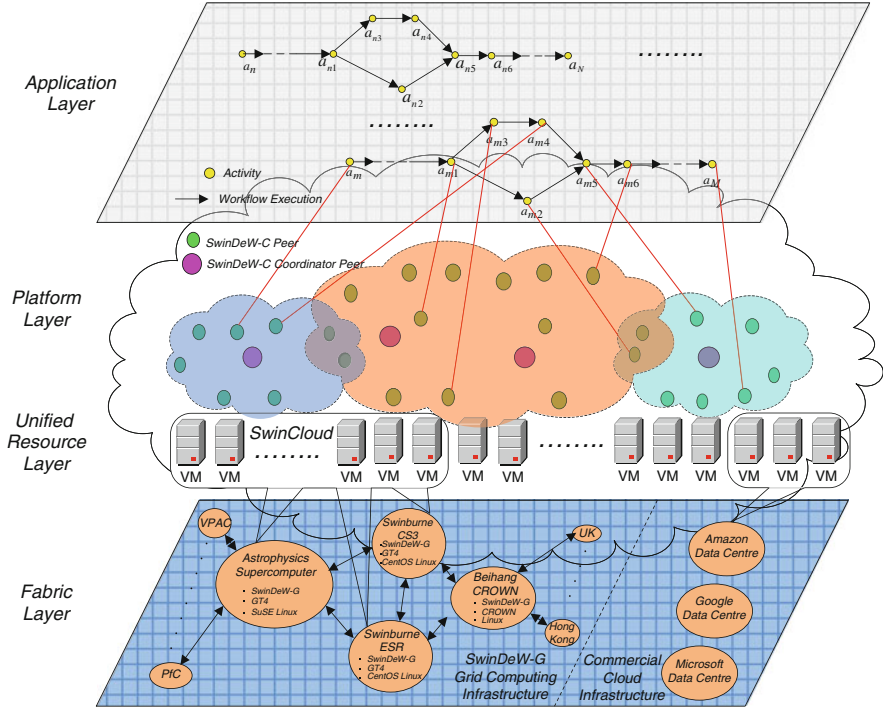 Application
Layer
a_n
a_n1
a_n3
a_n4
a_n2
a_n5
a_n6
a_N
a_m
a_m1
a_m3
a_m4
a_m2
a_m5
a_m6
a_M
Activity
Workflow Execution
SwinDeW-C Peer
SwinDeW-C Coordinator Peer
Platform
Layer
Unified
Resource
Layer
SwinCloud
VM
VM
VM
VM
VM
VM
VM
VM
VM
VM
VM
VM
VM
Fabric
Layer
VPAC
Astrophysics
Supercomputer
• SwinDeW-G
• GT4
• SuSE Linux
PfC
Swinburne
CS3
•SwinDeW-G
•GT4
•CentOS Linux
Swinburne
ESR
• SwinDeW-G
• GT4
• CentOS Linux
Beihang
CROWN
• SwinDeW-G
• CROWN
• Linux
UK
Hong
Kong
SwinDeW-G
Grid Computing
Infrastructure
Commercial
Cloud
Infrastructure
Amazon
Data Centre
Google
Data Centre
Microsoft
Data Centre